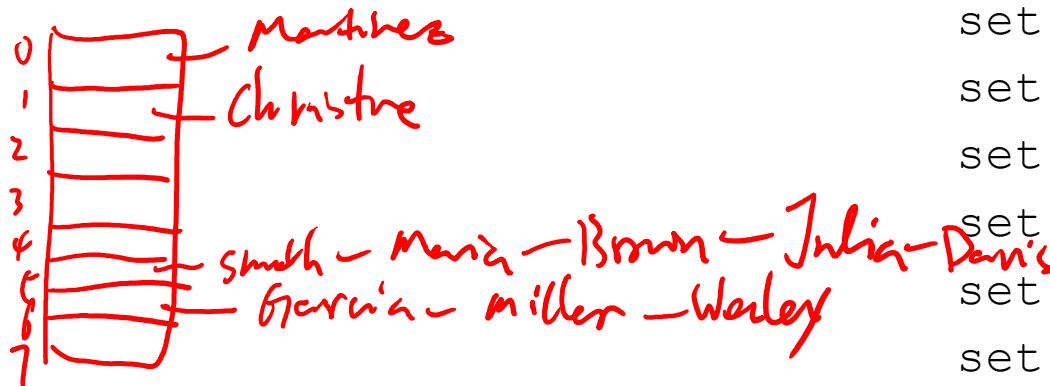 0 Martinez set
1 Christine set
2 set
3 set
4 Smith - Maria - Brown - Julia - Davis
5 Garcia - Miller - Wesley set
6
7 set